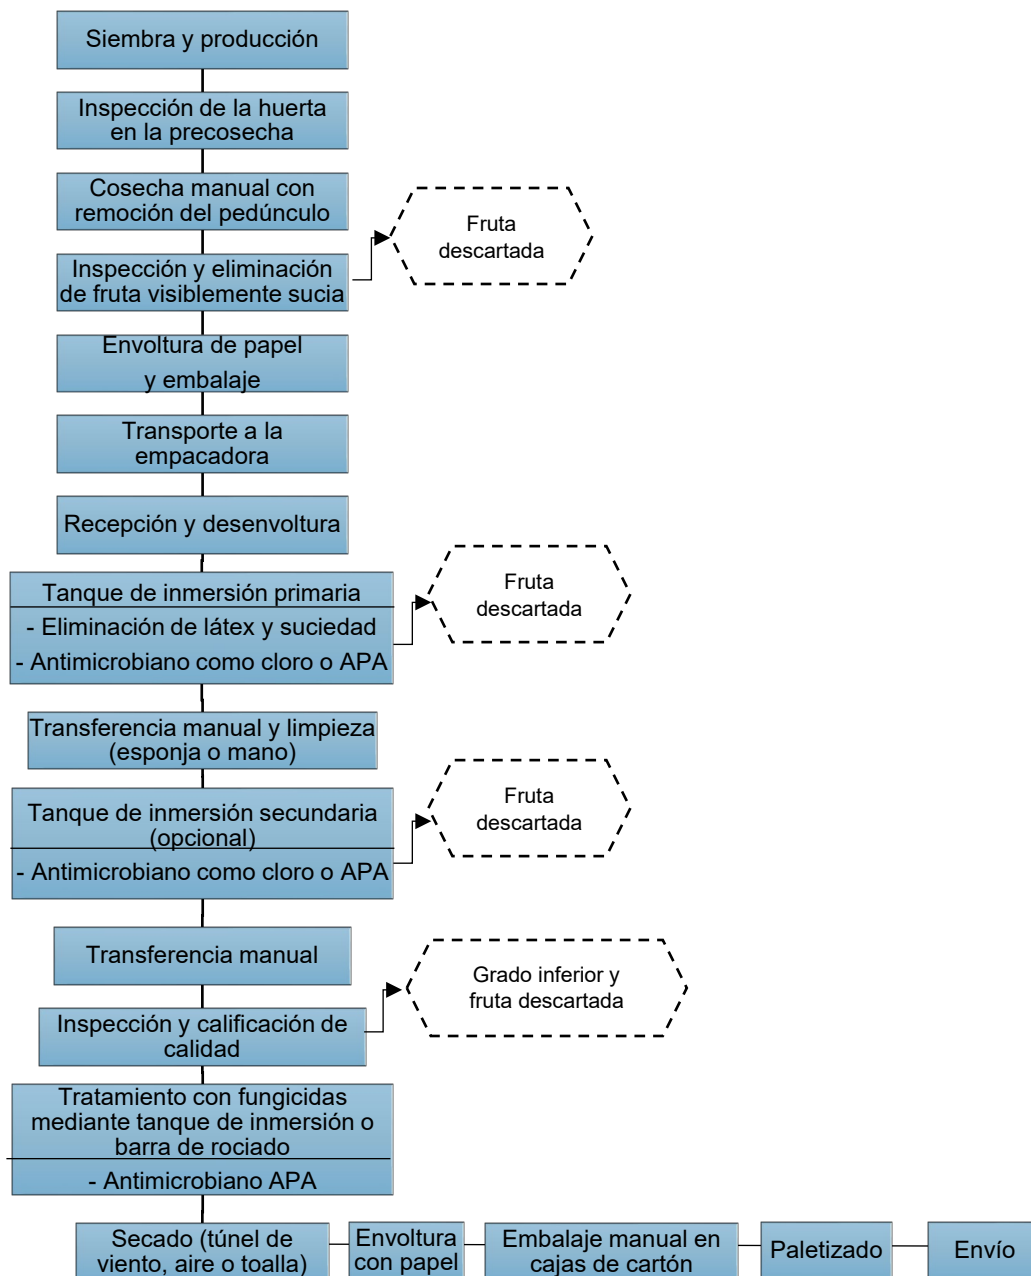 Siembra y producción
Inspección de la huerta
en la precosecha
Cosecha manual con
remoción del pedúnculo
Fruta
descartada
Inspección y eliminación
de fruta visiblemente sucia
Envoltura de papel
y embalaje
Transporte a la
empacadora
Recepción y desenvoltura
Tanque de inmersión primaria
- Eliminación de látex y suciedad
- Antimicrobiano como cloro o APA
Fruta
descartada
Transferencia manual y limpieza
(esponja o mano)
Tanque de inmersión secundaria
(opcional)
- Antimicrobiano como cloro o APA
Fruta
descartada
Transferencia manual
Grado inferior y
fruta descartada
Inspección y calificación de
calidad
Tratamiento con fungicidas
mediante tanque de inmersión o
barra de rociado
- Antimicrobiano APA
Secado (túnel de
viento, aire o toalla)
Envoltura
con papel
Embalaje manual en
cajas de cartón
Paletizado
Envío